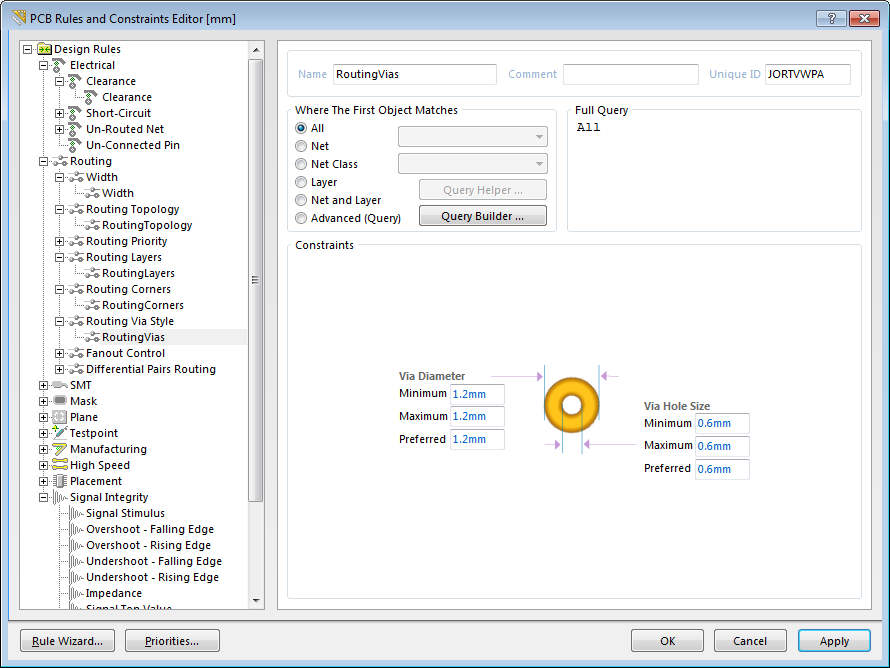 PCB Rules and Constraints Editor [mm]
Design Rules
Electrical
Clearance
Clearance
Short-Circuit
Un-Routed Net
Un-Connected Pin
Routing
Width
Width
Routing Topology
RoutingTopology
Routing Priority
Routing Layers
RoutingLayers
Routing Corners
RoutingCorners
Routing Via Style
RoutingVias
Fanout Control
Differential Pairs Routing
SMT
Mask
Plane
Testpoint
Manufacturing
High Speed
Placement
Signal Integrity
Signal Stimulus
Overshoot - Falling Edge
Overshoot - Rising Edge
Undershoot - Falling Edge
Undershoot - Rising Edge
Impedance
Signal Top Value
Name RoutingVias Comment Unique ID JORTVWPA
Where The First Object Matches
All
Net
Net Class
Layer
Net and Layer
Advanced (Query)
Query Helper ...
Query Builder ...
Full Query
All
Constraints
Via Diameter
Minimum 1.2mm
Maximum 1.2mm
Preferred 1.2mm
Via Hole Size
Minimum 0.6mm
Maximum 0.6mm
Preferred 0.6mm
Rule Wizard... Priorities... OK Cancel Apply